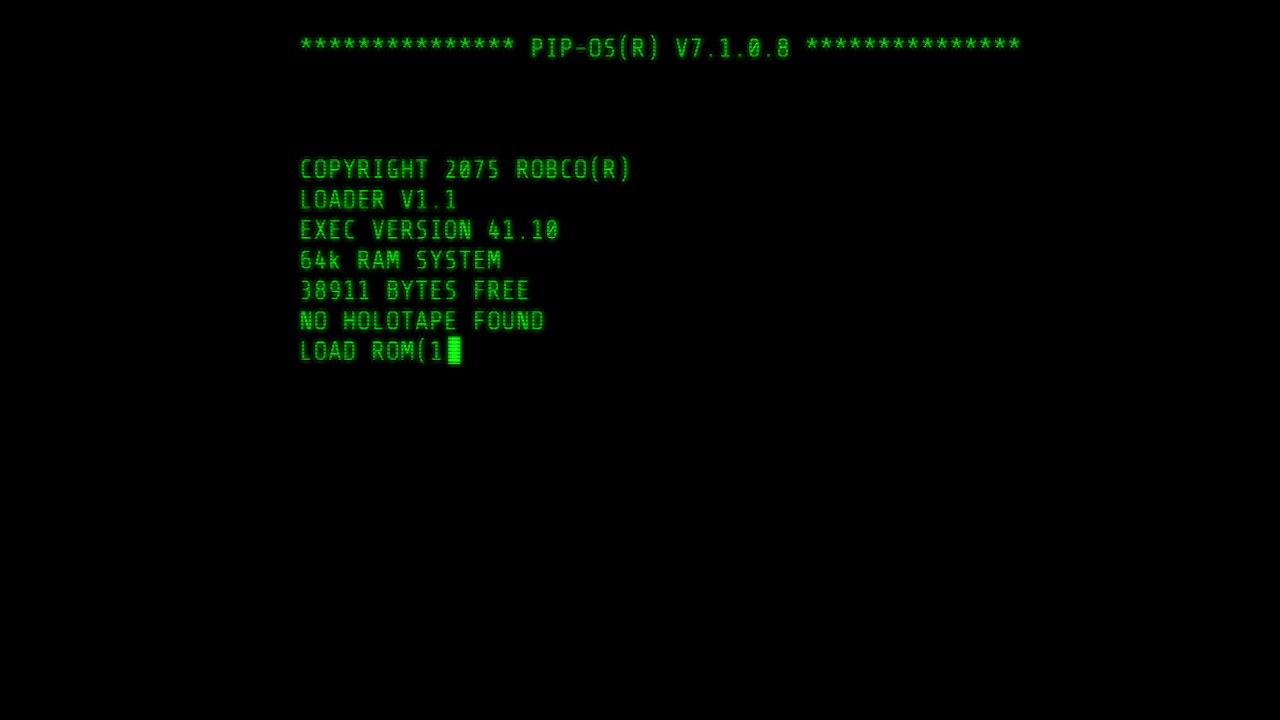 *************** PIP-OS(R) V7.1.0.8 ***************
COPYRIGHT 2075 ROBCO(R)
LOADER V1.1
EXEC VERSION 41.10
64k RAM SYSTEM
38911 BYTES FREE
NO HOLOTAPE FOUND
LOAD ROM(1